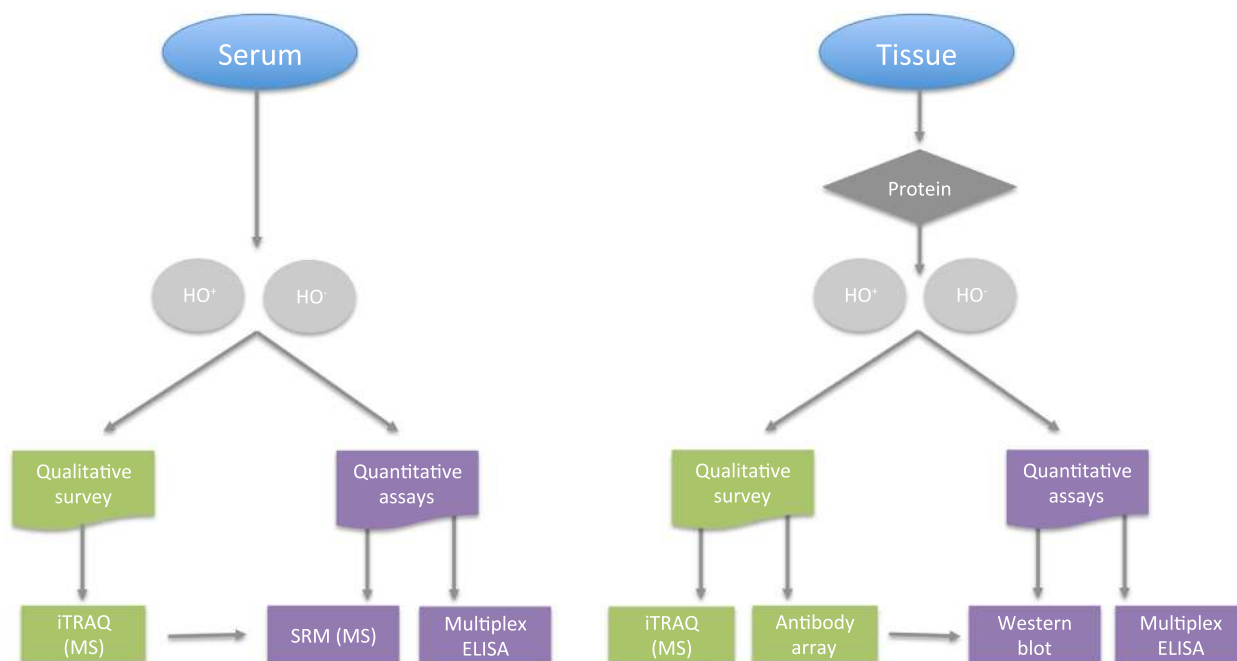 Serum
HO⁺
HO⁻
Qualitative
survey
Quantitative
assays
iTRAQ
(MS)
SRM (MS)
Multiplex
ELISA
Tissue
Protein
HO⁺
HO⁻
Qualitative
survey
Quantitative
assays
iTRAQ
(MS)
Antibody
array
Western
blot
Multiplex
ELISA